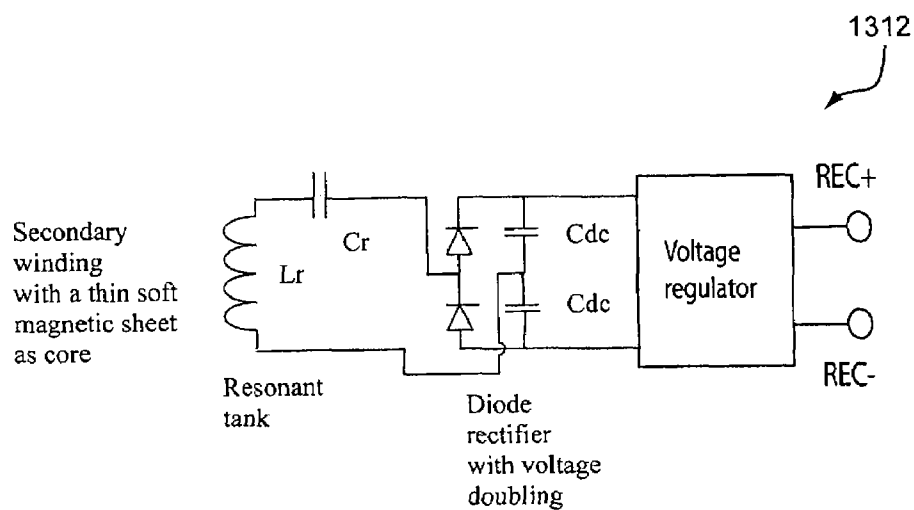 1312
REC+
Secondary
winding
with a thin soft
magnetic sheet
as core
Lr
Cr
Cdc
Cdc
Voltage
regulator
REC-
Resonant
tank
Diode
rectifier
with voltage
doubling